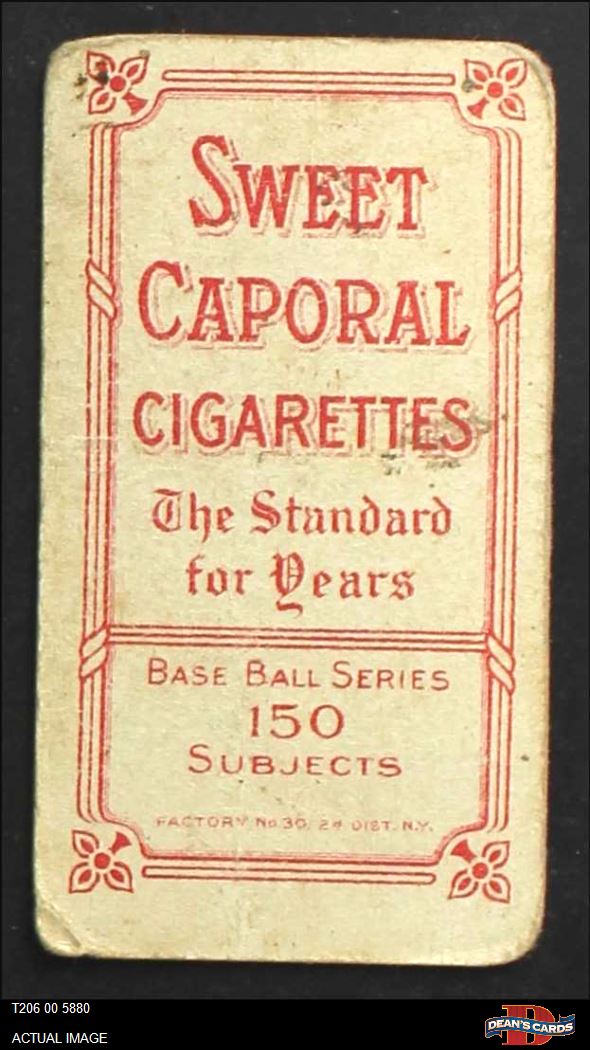 SWEET
CAPORAL
CIGARETTES
The Standard
for Years
BASE BALL SERIES
150
SUBJECTS
FACTORY No 30, 2d DIST. N.Y.
T206 00 5880
ACTUAL IMAGE
D
DEAN'S CARDS